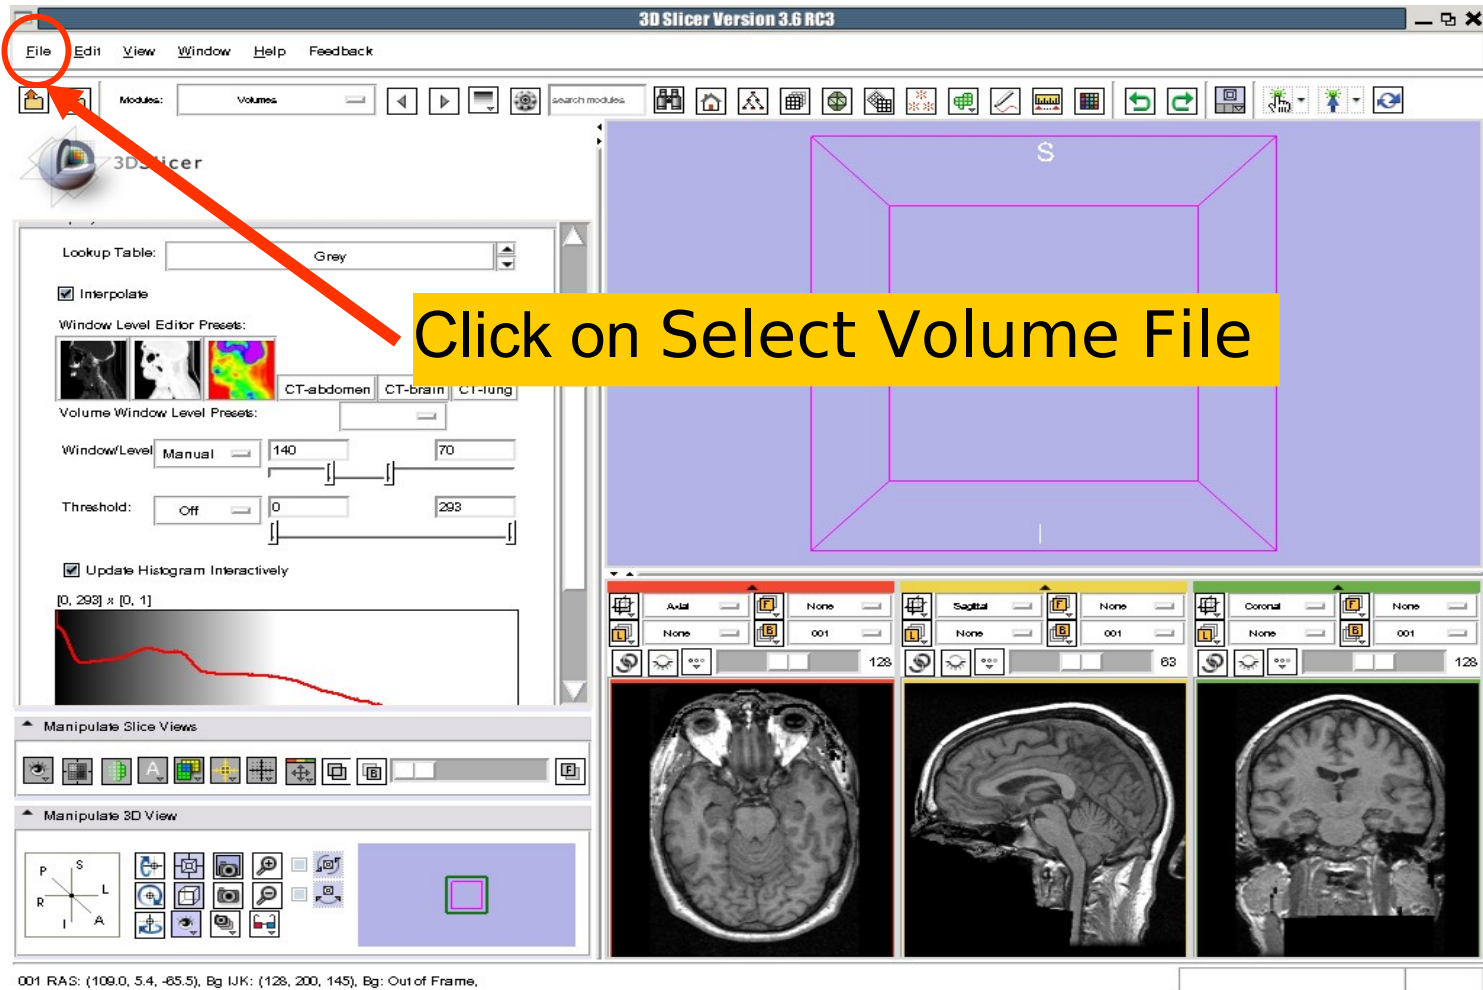 3D Slicer Version 3.6 RC3
File Edit View Window Help Feedback
Modules: Volumes search modules
3DSlicer
S
Lookup Table: Grey
Interpolate
Click on Select Volume File
Window Level Editor Presets:
CT-abdomen CT-brain CT-lung
Volume Window Level Presets:
Window/Level Manual 140 70
Threshold: Off 0 293
I
Update Histogram Interactively
[0, 293] x [0, 1]
Axial F None Sagittal F None Coronal F None
L None B 001 L None B 001 L None B 001
128 63 128
Manipulate Slice Views
A B F
Manipulate 3D View
P S
L
R
I A
001 RAS: (109.0, 5.4, -65.5), Bg IJK: (128, 200, 145), Bg: Out of Frame,